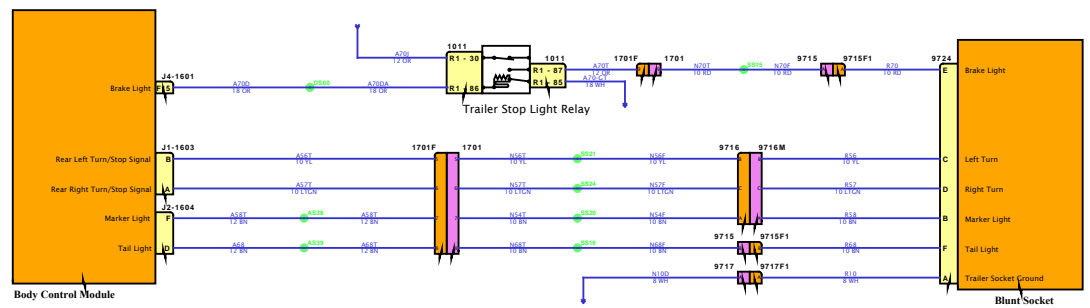 1011
A70J
12 OR
R1 - 30
1011
1701F 1701
9715 9715F1
9724
J4-1601
R1 - 87
A70T
12 OR
N70T
10 RD
SS15
N70F
10 RD
R70
10 RD
E
Brake Light
Brake Light
A70D
18 OR
A70DA
18 OR
R1 86
R1 85
A70-G1
18 WH
Trailer Stop Light Relay
J1-1603
1701F 1701
9716 9716M
Rear Left Turn/Stop Signal
B
A56T
10 YL
N56T
10 YL
SS21
N56F
10 YL
R56
10 YL
C
Left Turn
Rear Right Turn/Stop Signal
A
A57T
10 LTGN
N57T
10 LTGN
SS24
N57F
10 LTGN
R57
10 LTGN
D
Right Turn
J2-1604
Marker Light
F
A58T
12 BN
AS38
A58T
12 BN
7
7
N54T
10 BN
SS20
N54F
10 BN
R58
10 BN
B
Marker Light
9715 9715F1
Tail Light
D
A68
12 BN
AS39
A68T
12 BN
N68T
10 BN
SS16
N68F
10 BN
R68
10 BN
F
Tail Light
9717 9717F1
N10D
8 WH
R10
8 WH
A
Trailer Socket Ground
Body Control Module
Blunt Socket